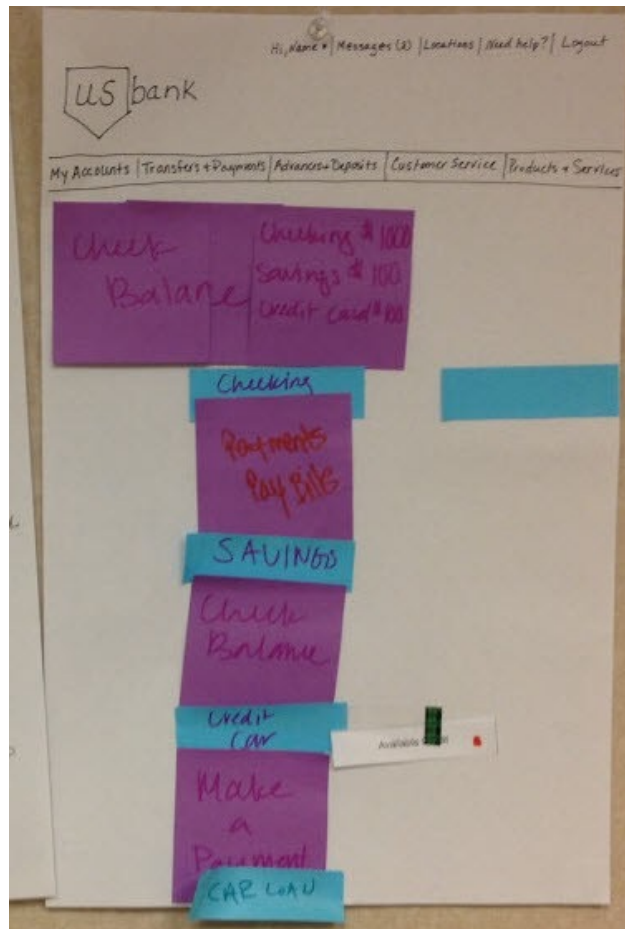 Hi, Name | Messages (2) | Locations | Need help? | Logout
US bank
My Accounts | Transfers + Payments | Advances + Deposits | Customer Service | Products + Services
Check
Balane
Checking $ 1000
Savings $ 100
Credit Card $ 100
Checking
Payments
Pay Bills
SAVINGS
Check
Balance
Credit
Car
Available
Make
a
Payment
CAR LOAN